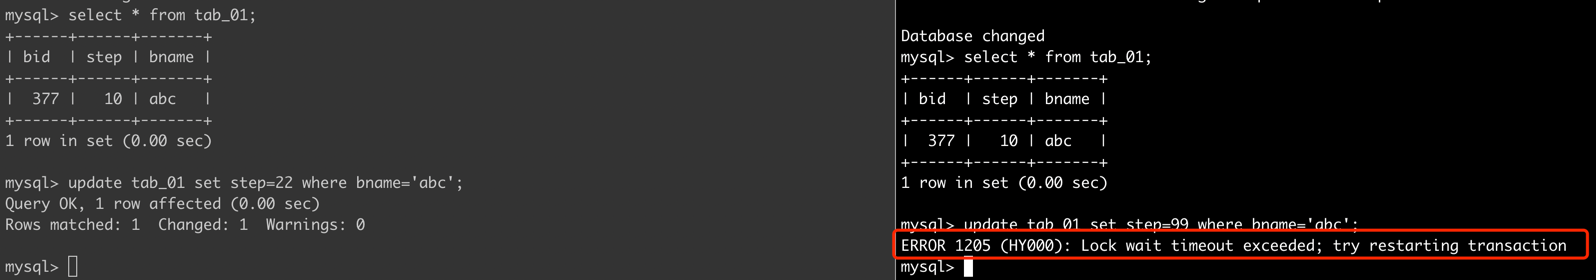 mysql> select * from tab_01;
+------+------+-------+
| bid  | step | bname |
+------+------+-------+
|  377 |   10 | abc   |
+------+------+-------+
1 row in set (0.00 sec)
mysql> update tab_01 set step=22 where bname='abc';
Query OK, 1 row affected (0.00 sec)
Rows matched: 1  Changed: 1  Warnings: 0
mysql>
Database changed
mysql> select * from tab_01;
+------+------+-------+
| bid  | step | bname |
+------+------+-------+
|  377 |   10 | abc   |
+------+------+-------+
1 row in set (0.00 sec)
mysql> update tab_01 set step=99 where bname='abc';
ERROR 1205 (HY000): Lock wait timeout exceeded; try restarting transaction
mysql>